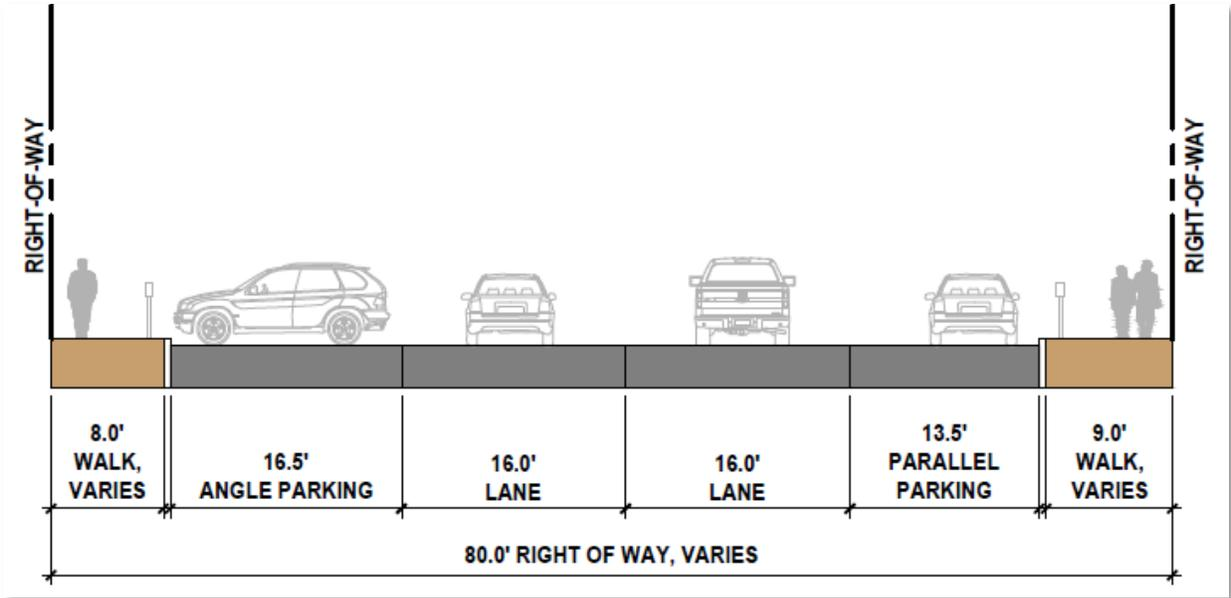 RIGHT-OF-WAY
RIGHT-OF-WAY
8.0'
WALK,
VARIES
16.5'
ANGLE PARKING
16.0'
LANE
16.0'
LANE
13.5'
PARALLEL
PARKING
9.0'
WALK,
VARIES
80.0' RIGHT OF WAY, VARIES